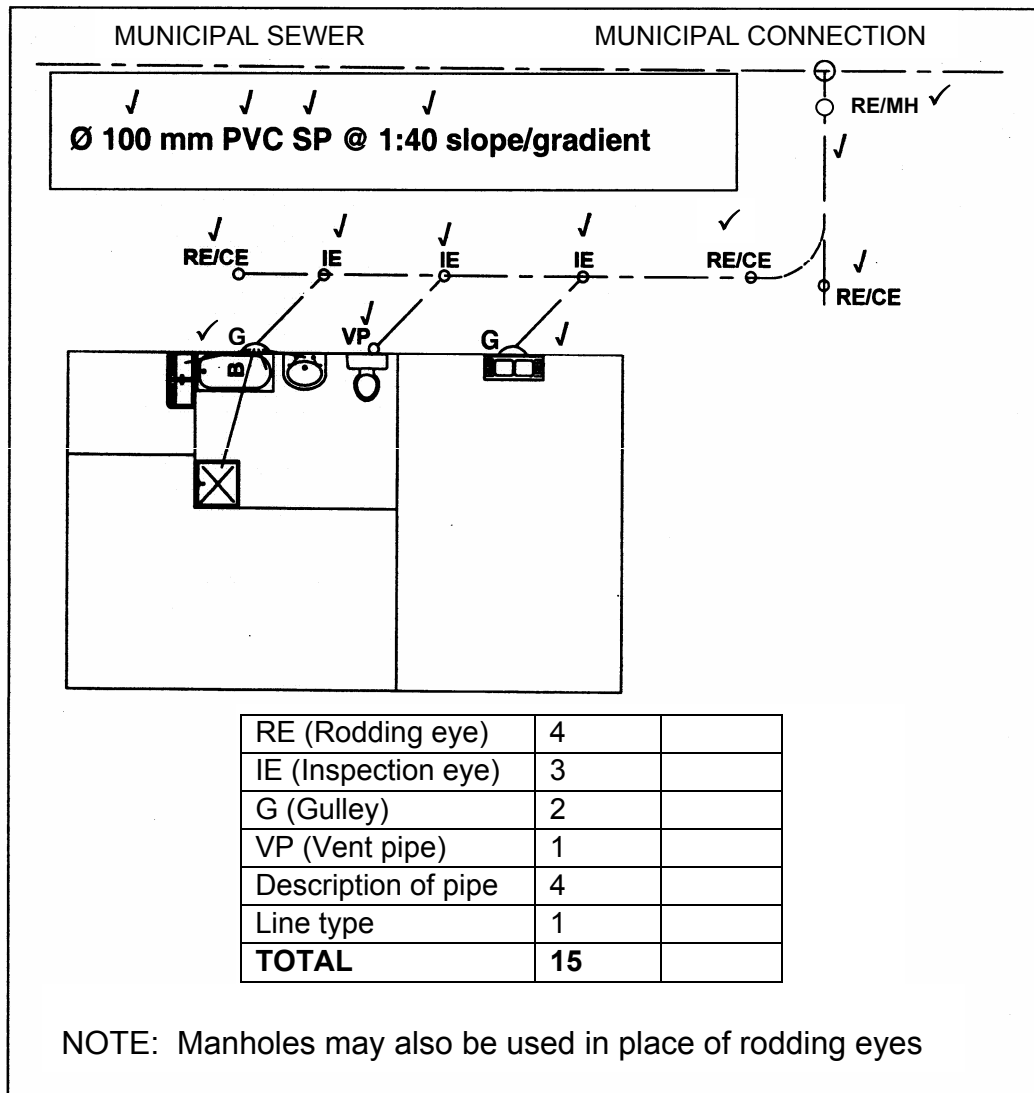 MUNICIPAL SEWER MUNICIPAL CONNECTION
RE/MH
Ø 100 mm PVC SP @ 1:40 slope/gradient
RE/CE IE IE IE RE/CE
RE/CE
G VP G
B
RE (Rodding eye) 4
IE (Inspection eye) 3
G (Gulley) 2
VP (Vent pipe) 1
Description of pipe 4
Line type 1
TOTAL 15
NOTE: Manholes may also be used in place of rodding eyes